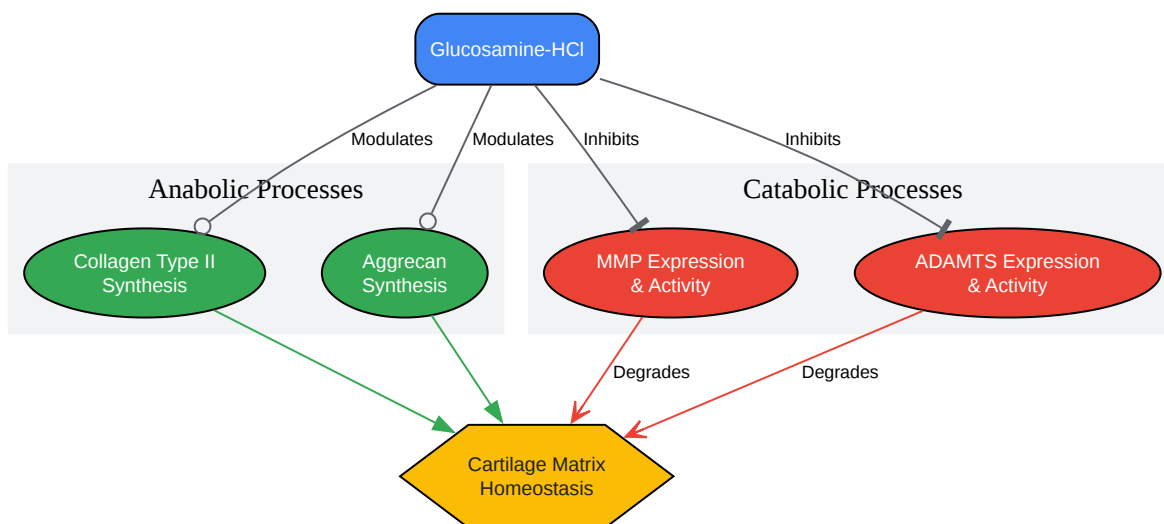 Glucosamine-HCl
Modulates
Modulates
Inhibits
Inhibits
Anabolic Processes
Catabolic Processes
Collagen Type II
Synthesis
Aggrecan
Synthesis
MMP Expression
& Activity
ADAMTS Expression
& Activity
Degrades
Degrades
Cartilage Matrix
Homeostasis